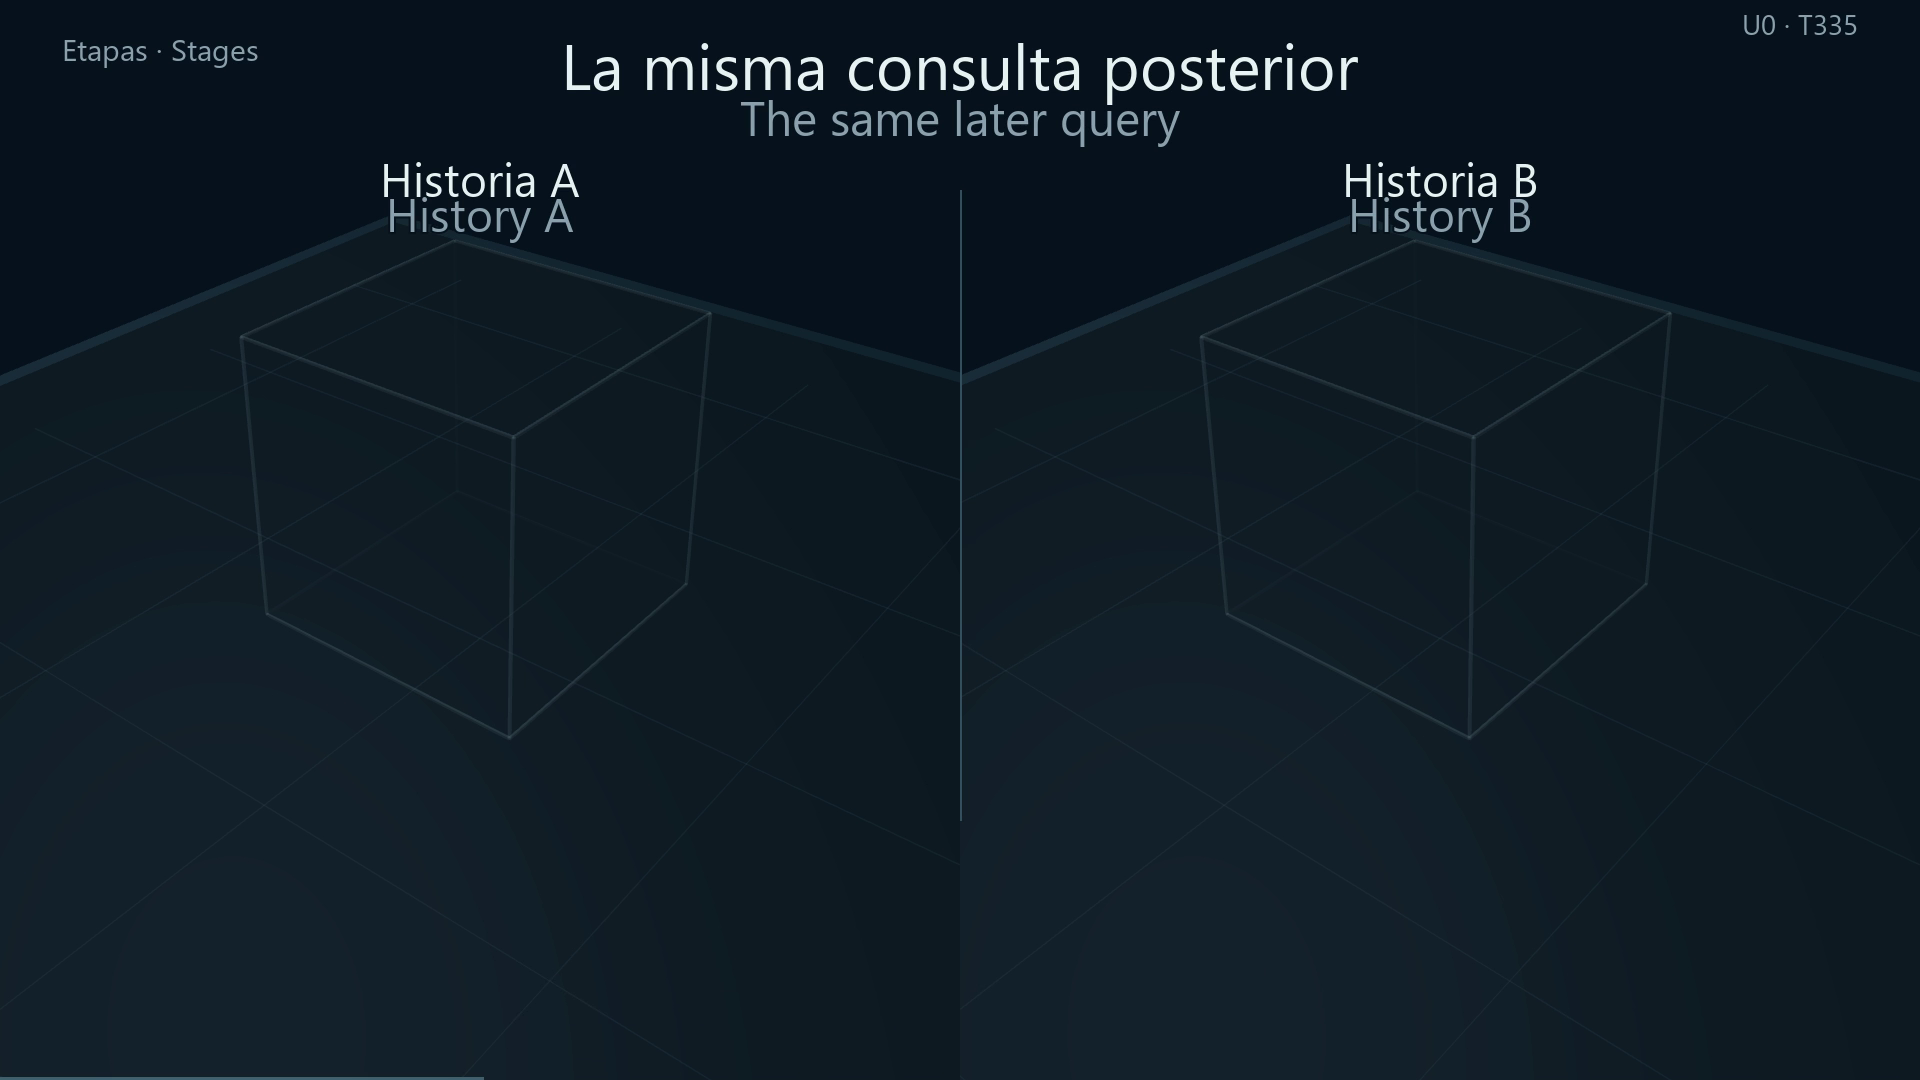 Etapas · Stages
U0 · T335
La misma consulta posterior
The same later query
Historia A
History A
Historia B
History B